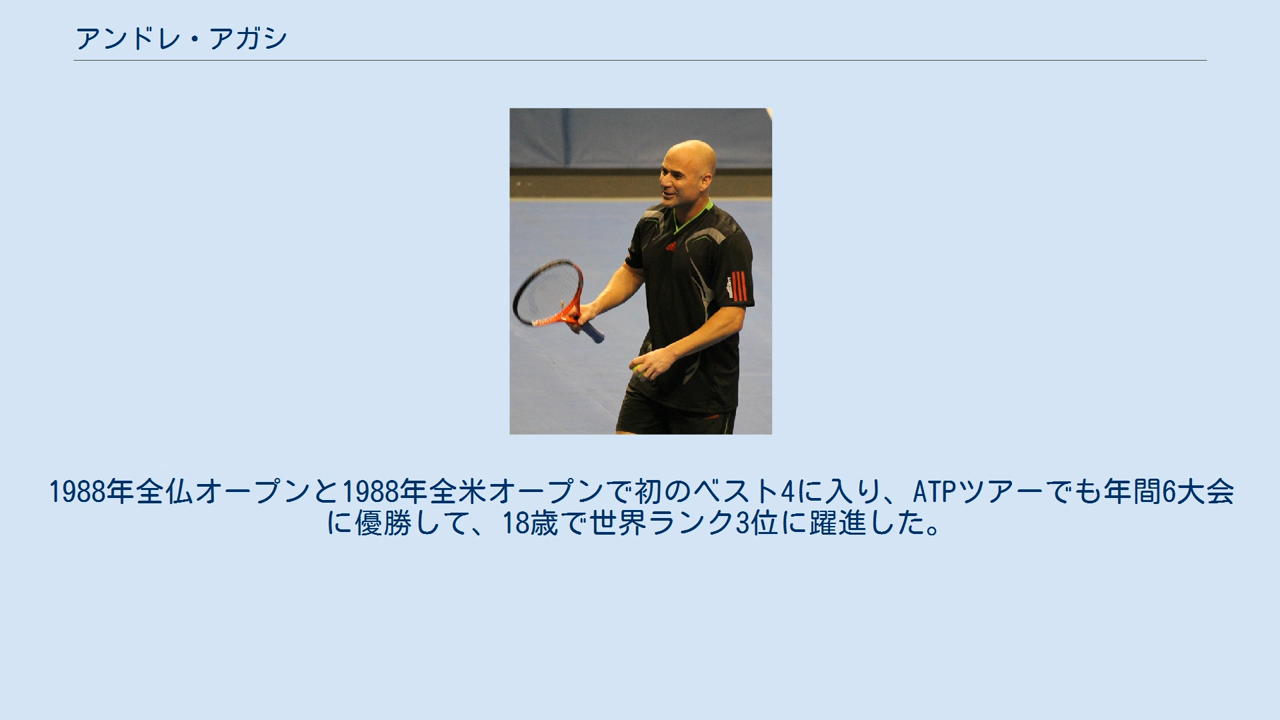 アンドレ・アガシ
1988年全仏オープンと1988年全米オープンで初のベスト4に入り、ATPツアーでも年間6大会
に優勝して、18歳で世界ランク3位に躍進した。